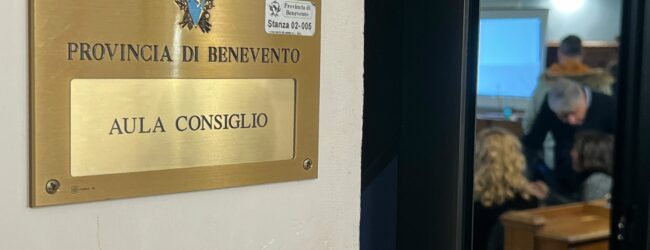 Provincia di
Benevento
Stanza 02-005
PROVINCIA DI BENEVENTO
AULA CONSIGLIO